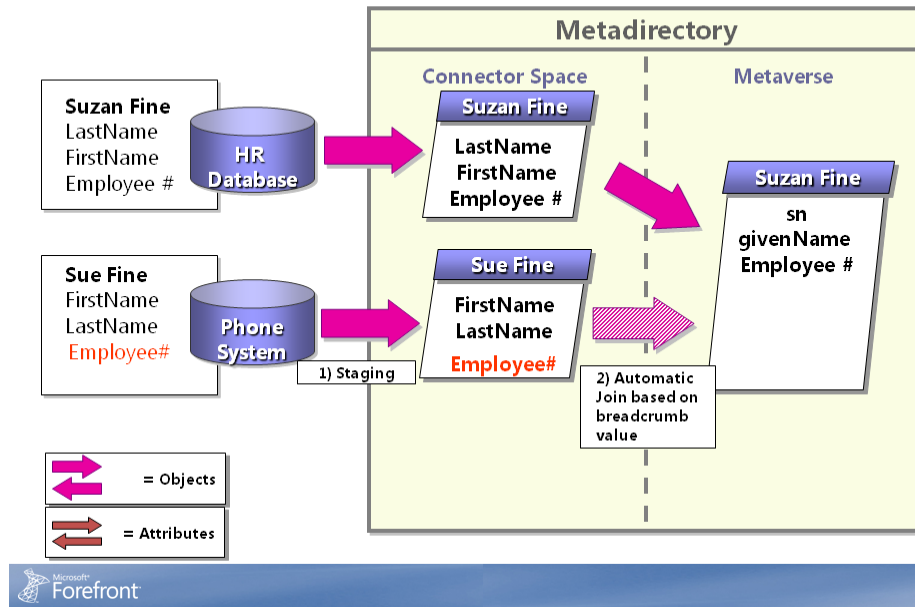 Metadirectory
Connector Space
Metaverse
Suzan Fine
LastName
FirstName
Employee #
HR
Database
Suzan Fine
LastName
FirstName
Employee #
Suzan Fine
sn
givenName
Employee #
Sue Fine
FirstName
LastName
Employee#
Phone
System
1) Staging
Sue Fine
FirstName
LastName
Employee#
2) Automatic
Join based on
breadcrumb
value
= Objects
= Attributes
Microsoft®
Forefront